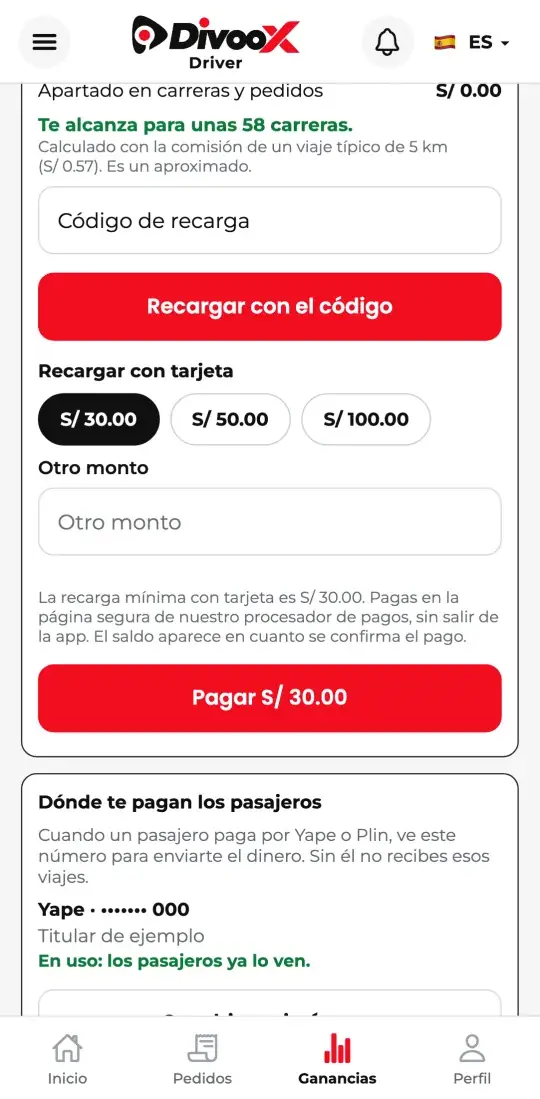 DivooX
Driver
ES
Apartado en carreras y pedidos S/ 0.00
Te alcanza para unas 58 carreras.
Calculado con la comisión de un viaje típico de 5 km
(S/ 0.57). Es un aproximado.
Código de recarga
Recargar con el código
Recargar con tarjeta
S/ 30.00 S/ 50.00 S/ 100.00
Otro monto
Otro monto
La recarga mínima con tarjeta es S/ 30.00. Pagas en la
página segura de nuestro procesador de pagos, sin salir de
la app. El saldo aparece en cuanto se confirma el pago.
Pagar S/ 30.00
Dónde te pagan los pasajeros
Cuando un pasajero paga por Yape o Plin, ve este
número para enviarte el dinero. Sin él no recibes esos
viajes.
Yape · ••••••• 000
Titular de ejemplo
En uso: los pasajeros ya lo ven.
Inicio Pedidos Ganancias Perfil